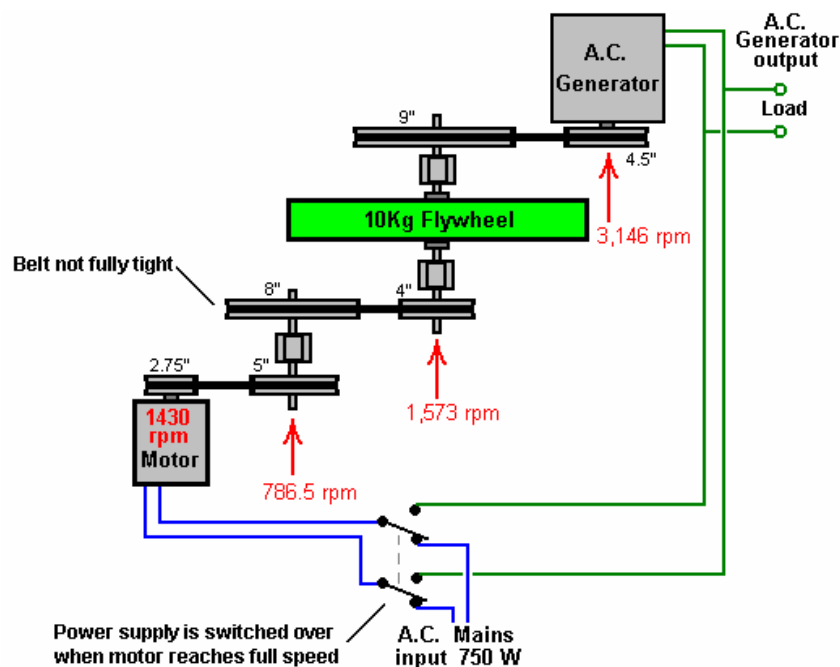 A.C.
Generator
A.C.
Generator
output
Load
9"
4.5"
10Kg Flywheel
3,146 rpm
Belt not fully tight
8"
4"
2.75"
5"
1,573 rpm
1430
rpm
Motor
786.5 rpm
Power supply is switched over
when motor reaches full speed
A.C. Mains
input 750 W